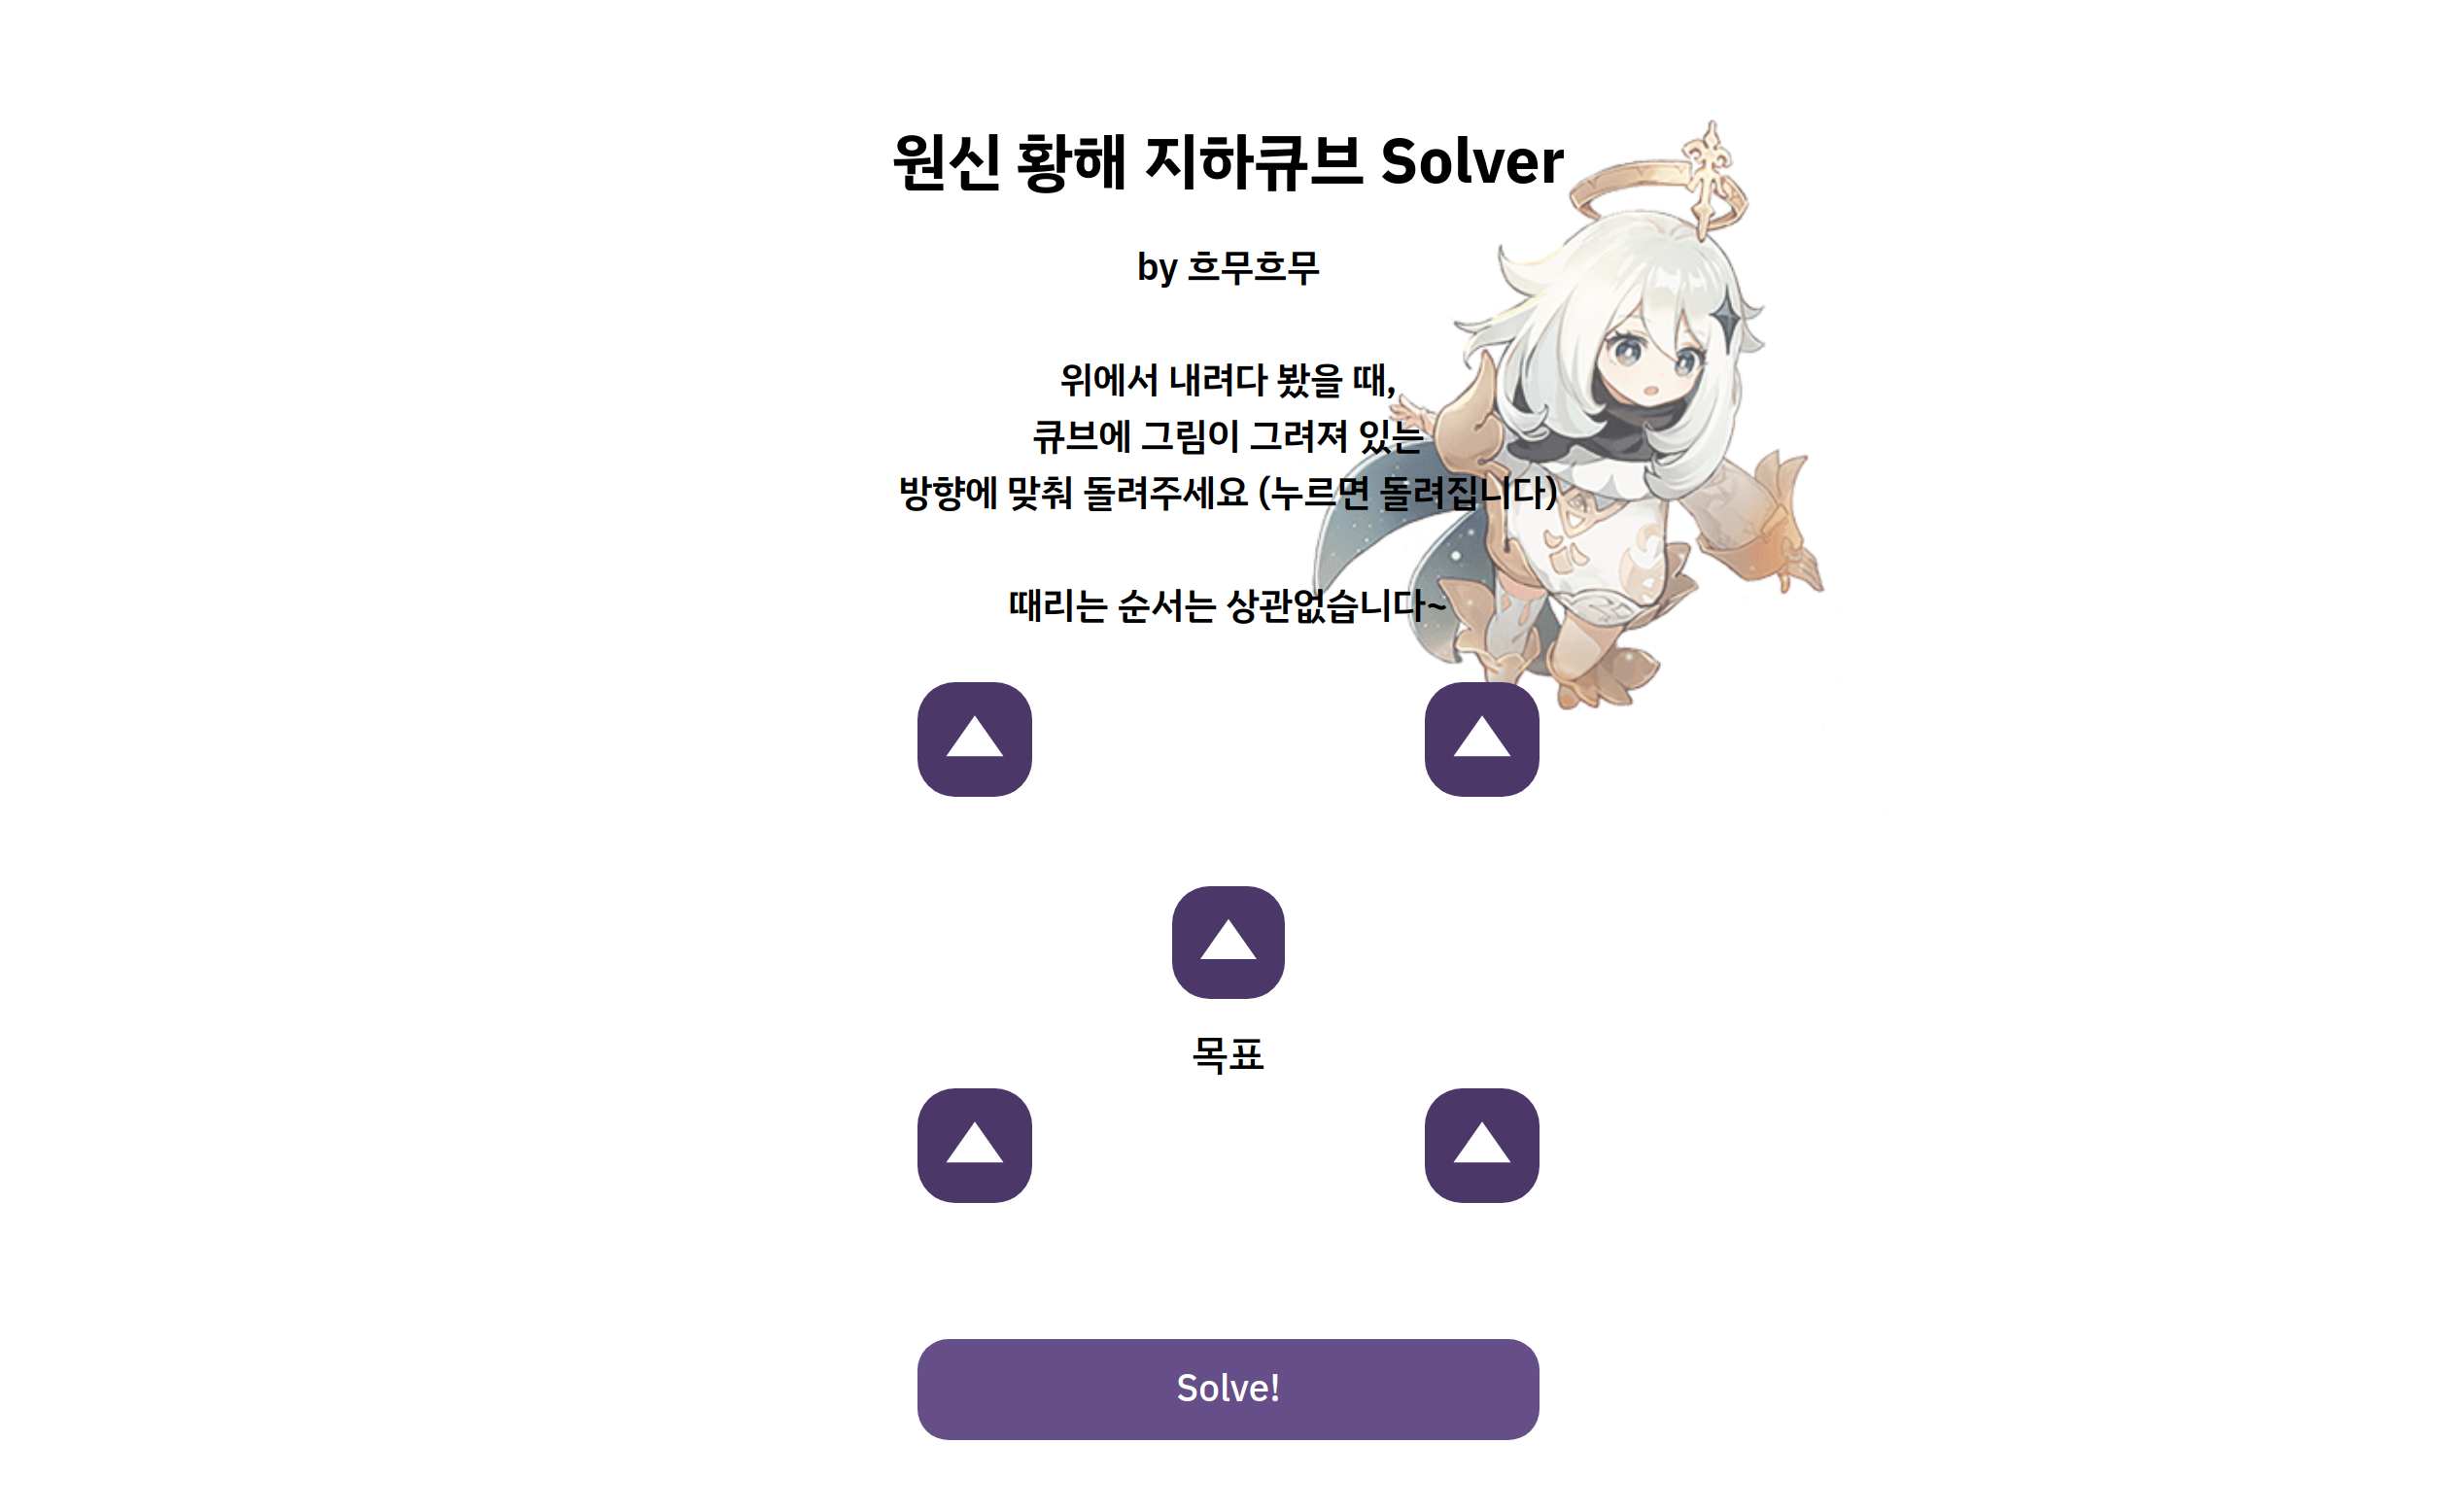 원신 황해 지하큐브 Solver
by 흐무흐무
위에서 내려다 봤을 때,
큐브에 그림이 그려져 있는
방향에 맞춰 돌려주세요 (누르면 돌려집니다)
때리는 순서는 상관없습니다~
목표
Solve!